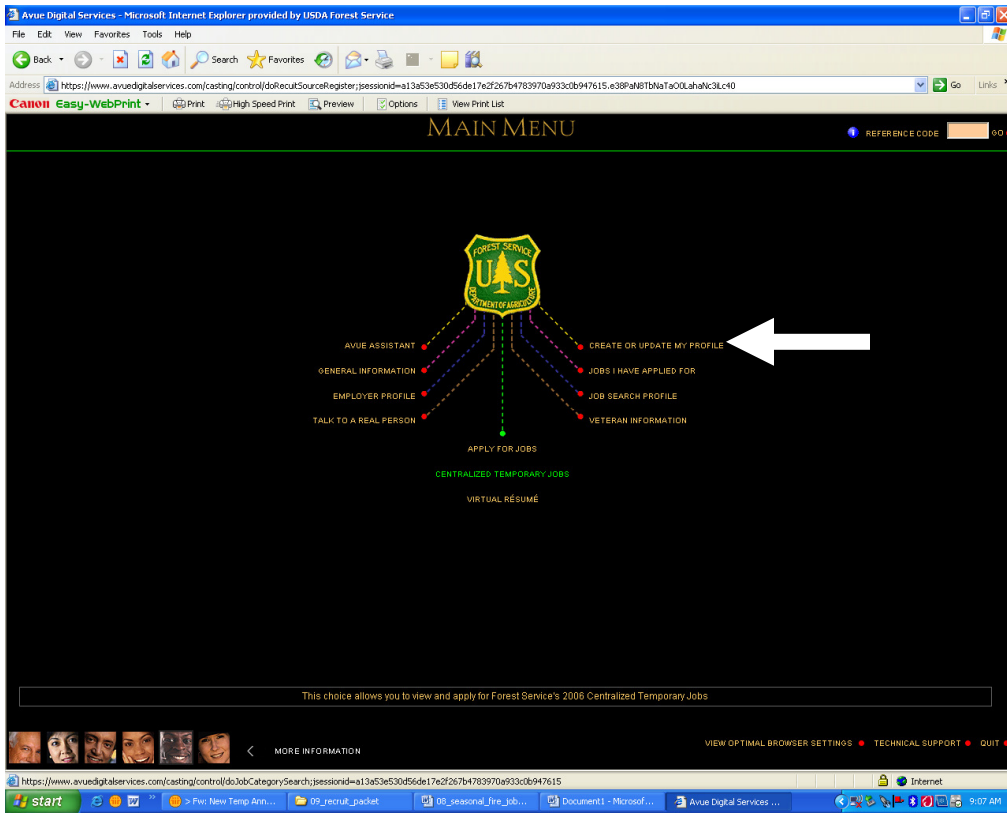 Avue Digital Services - Microsoft Internet Explorer provided by USDA Forest Service
File Edit View Favorites Tools Help
Back Search Favorites
Address https://www.avuedigitalservices.com/casting/control/doRecuitSourceRegister;jsessionid=a13a53e530d56de17e2f267b4783970a933c0b947615.e38PaN8TbNaTaO0LahaNc3iLc40 Go Links
Canon Easy-WebPrint Print High Speed Print Preview Options View Print List
MAIN MENU
REFERENCE CODE GO
FOREST SERVICE
U S
DEPARTMENT OF AGRICULTURE
AVUE ASSISTANT CREATE OR UPDATE MY PROFILE
GENERAL INFORMATION JOBS I HAVE APPLIED FOR
EMPLOYER PROFILE JOB SEARCH PROFILE
TALK TO A REAL PERSON VETERAN INFORMATION
APPLY FOR JOBS
CENTRALIZED TEMPORARY JOBS
VIRTUAL RÉSUMÉ
This choice allows you to view and apply for Forest Service's 2006 Centralized Temporary Jobs
MORE INFORMATION VIEW OPTIMAL BROWSER SETTINGS TECHNICAL SUPPORT QUIT
https://www.avuedigitalservices.com/casting/control/doJobCategorySearch;jsessionid=a13a53e530d56de17e2f267b4783970a933c0b947615 Internet
start > Fw: New Temp Ann... 09_recruit_packet 08_seasonal_fire_job... Document1 - Microsof... Avue Digital Services ... 9:07 AM